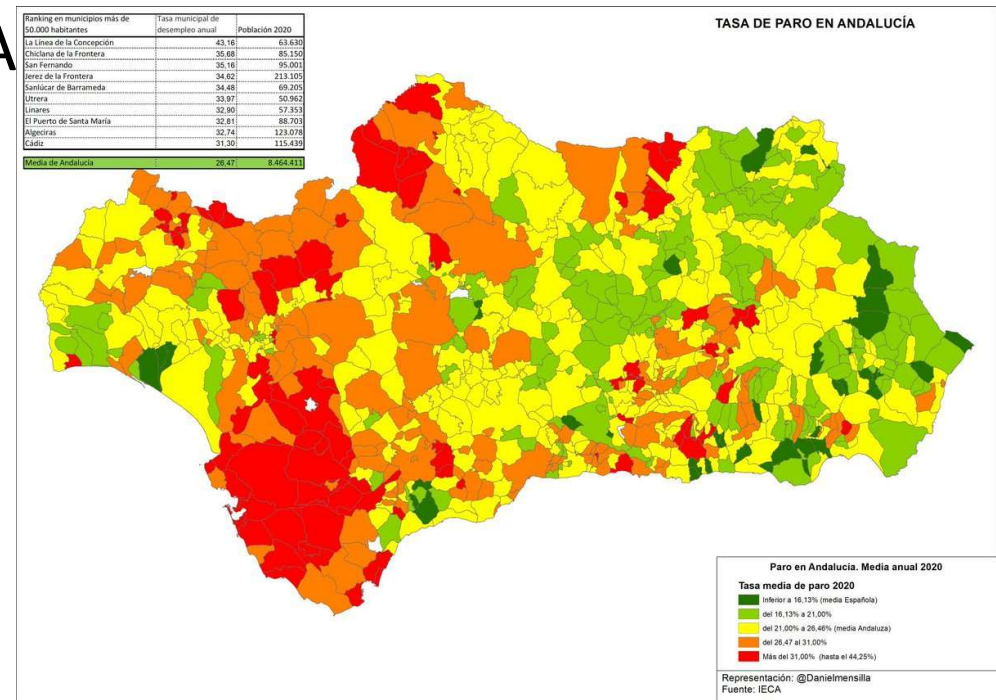 A
TASA DE PARO EN ANDALUCÍA
Ranking en municipios más de 50.000 habitantes Tasa municipal de desempleo anual Población 2020
La Línea de la Concepción 43,16 63.630
Chiclana de la Frontera 35,68 85.150
San Fernando 35,16 95.001
Jerez de la Frontera 34,62 213.105
Sanlúcar de Barrameda 34,48 69.205
Utrera 33,97 50.962
Linares 32,90 57.353
El Puerto de Santa María 32,81 88.703
Algeciras 32,74 123.078
Cádiz 31,30 115.439
Media de Andalucía 26,47 8.464.411
Paro en Andalucía. Media anual 2020
Tasa media de paro 2020
Inferior a 16,13% (media Española)
del 16,13% a 21,00%
del 21,00% a 26,46% (media Andaluza)
del 26,47 al 31,00%
Más del 31,00% (hasta el 44,25%)
Representación: @Danielmensilla
Fuente: IECA